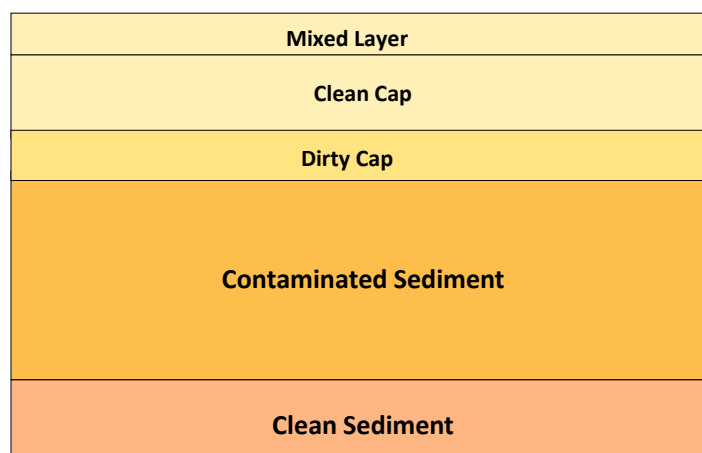 Mixed Layer
Clean Cap
Dirty Cap
Contaminated Sediment
Clean Sediment